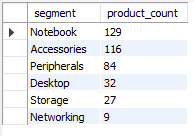 segment product_count
Notebook 129
Accessories 116
Peripherals 84
Desktop 32
Storage 27
Networking 9